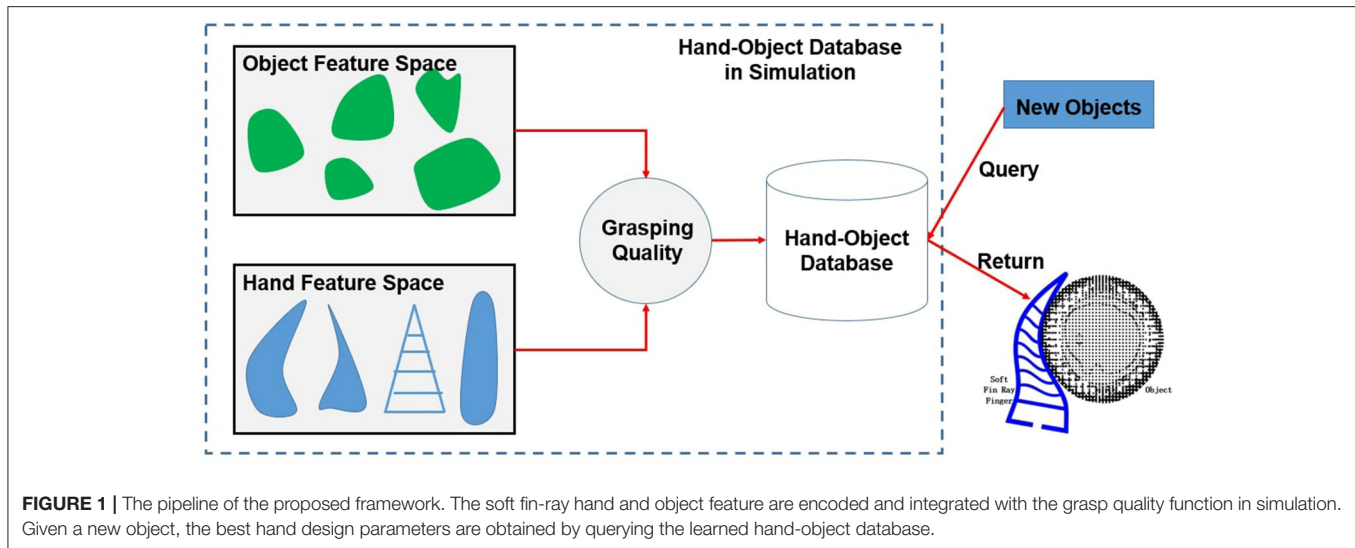 Object Feature Space
Hand-Object Database
in Simulation
New Objects
Query
Grasping
Quality
Hand-Object
Database
Return
Hand Feature Space
Soft
Fin Ray
Finger
Object
FIGURE 1 | The pipeline of the proposed framework. The soft fin-ray hand and object feature are encoded and integrated with the grasp quality function in simulation.
Given a new object, the best hand design parameters are obtained by querying the learned hand-object database.